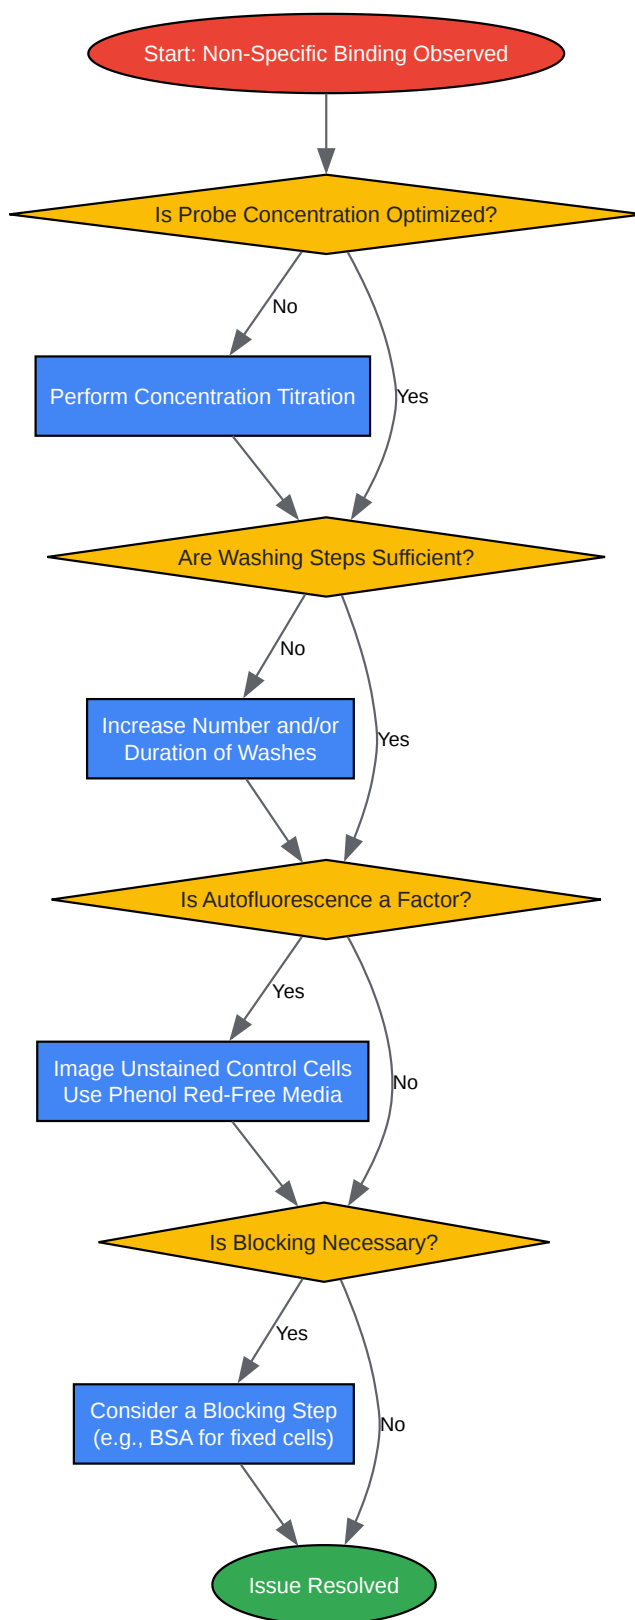 Start: Non-Specific Binding Observed
Is Probe Concentration Optimized?
No
Perform Concentration Titration
Yes
Are Washing Steps Sufficient?
No
Increase Number and/or
Duration of Washes
Yes
Is Autofluorescence a Factor?
Yes
Image Unstained Control Cells
Use Phenol Red-Free Media
No
Is Blocking Necessary?
Yes
Consider a Blocking Step
(e.g., BSA for fixed cells)
No
Issue Resolved